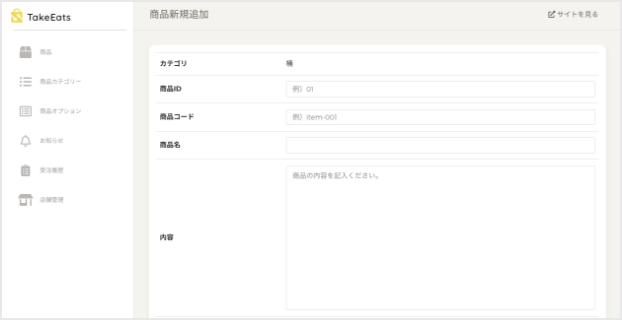 TakeEats
商品新規追加
サイトを見る
商品
商品カテゴリー
商品オプション
お知らせ
受注履歴
店舗管理
カテゴリ
桶
商品ID
例）01
商品コード
例）item-001
商品名
商品の内容を記入ください。
内容